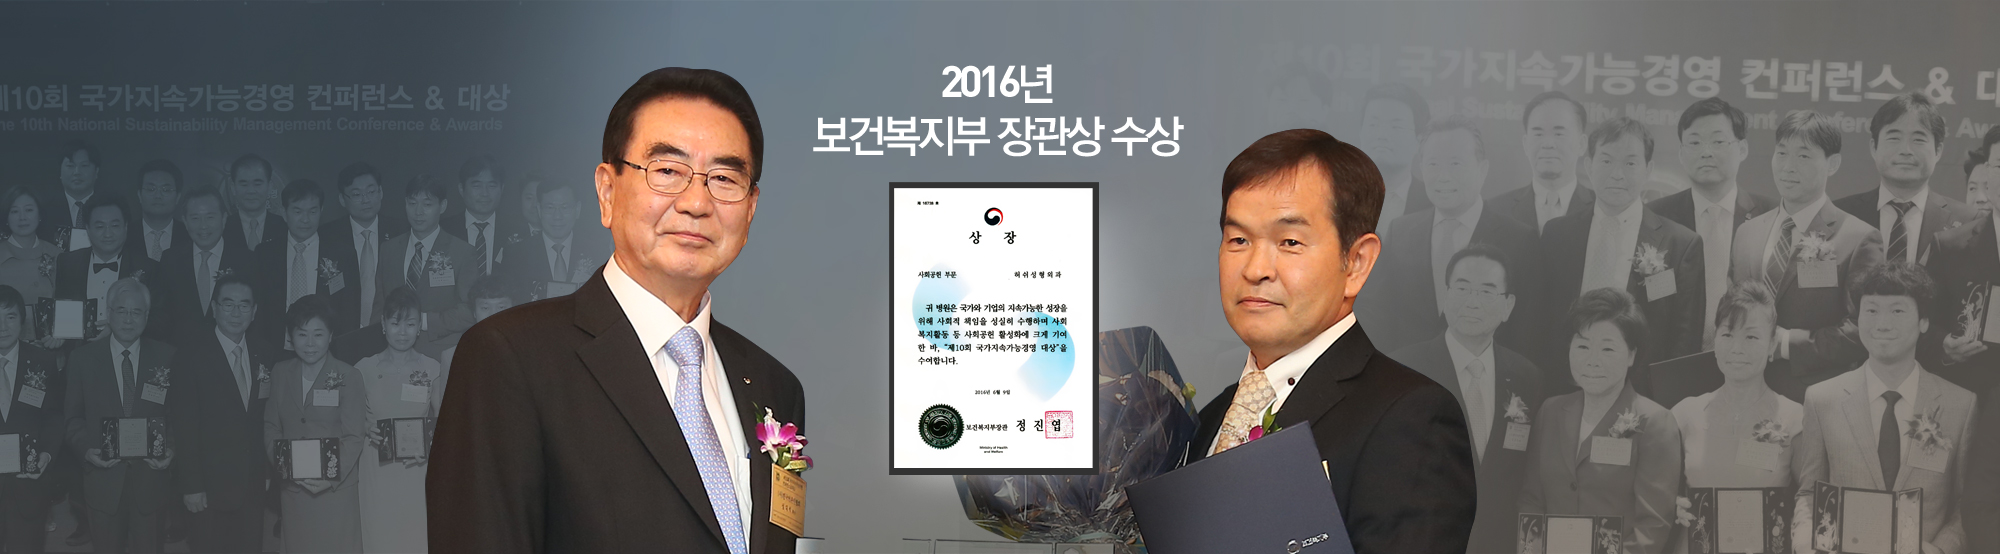 제10회 국가지속가능경영 컨퍼런스 & 대상
The 10th National Sustainability Management Conference & Awards
2016년
보건복지부 장관상 수상
상 장
사회공헌 부문 허쉬성형외과
귀 병원은 국가와 기업의 지속가능한 성장을
위해 사회적 책임을 성실히 수행하며 사회
복지활동 등 사회공헌 활성화에 크게 기여
한 바, "제10회 국가지속가능경영 대상"을
수여합니다.
2016년 6월 9일
보건복지부장관 정진엽
Ministry of Health
and Welfare
10회 국가지속가능경영 컨퍼런스 & 대
보건복지부